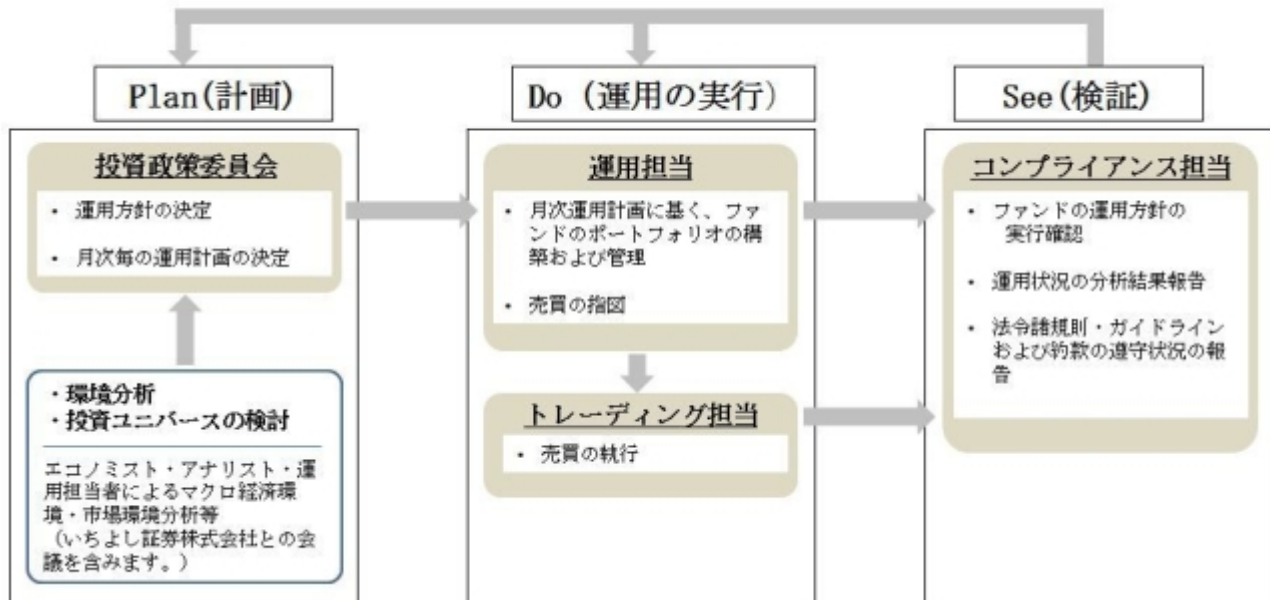 Plan(計画)
投資政策委員会
・ 運用方針の決定
・ 月次毎の運用計画の決定
・環境分析
・投資ユニバースの検討
エコノミスト・アナリスト・運
用担当者によるマクロ経済環
境・市場環境分析等
（いちよし証券株式会社との会
議を含みます。）
Do (運用の実行)
運用担当
・ 月次運用計画に基く、ファ
ンドのポートフォリオの構
築および管理
・ 売買の指図
トレーディング担当
・ 売買の執行
See(検証)
コンプライアンス担当
・ ファンドの運用方針の
実行確認
・ 運用状況の分析結果報告
・ 法令諸規則・ガイドライン
および約款の遵守状況の報
告